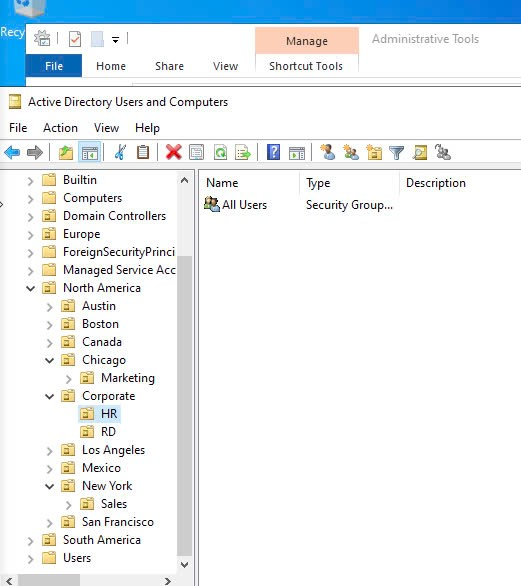 Recy
Manage
Administrative Tools
File Home Share View Shortcut Tools
Active Directory Users and Computers
File Action View Help
Builtin
Computers
Domain Controllers
Europe
ForeignSecurityPrinci
Managed Service Acc
North America
Austin
Boston
Canada
Chicago
Marketing
Corporate
HR
RD
Los Angeles
Mexico
New York
Sales
San Francisco
South America
Users
Name Type Description
All Users Security Group...